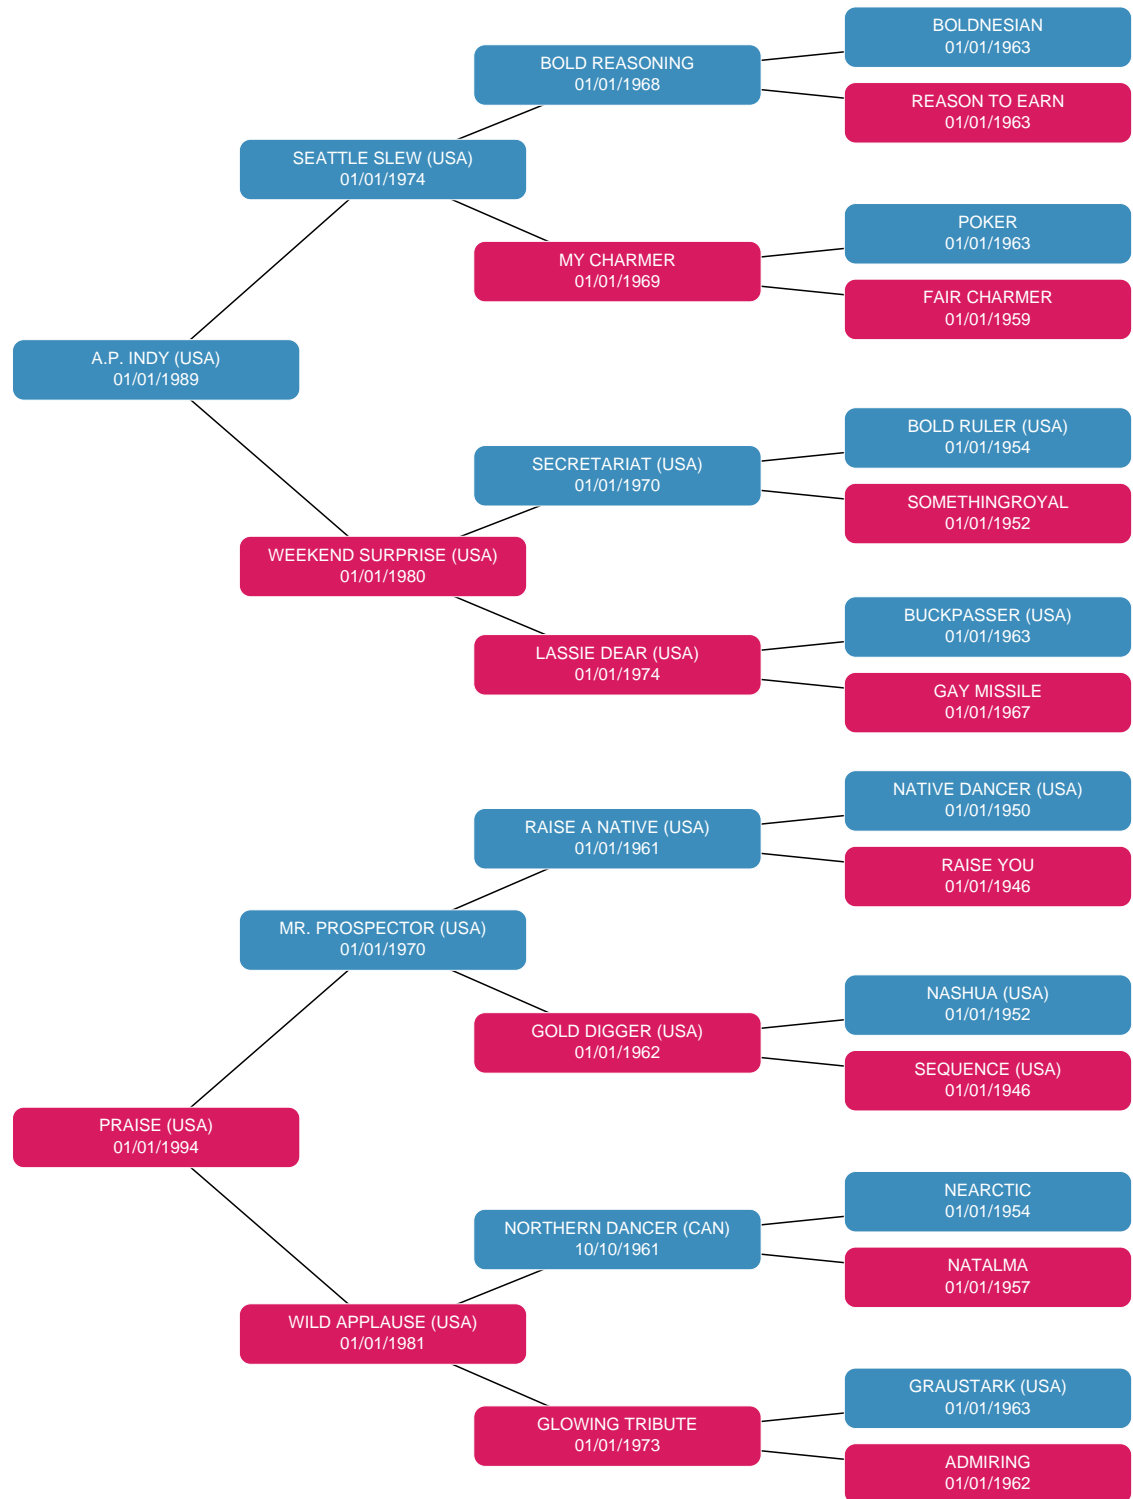 BOLDNESIAN
01/01/1963
BOLD REASONING
01/01/1968
REASON TO EARN
01/01/1963
SEATTLE SLEW (USA)
01/01/1974
POKER
01/01/1963
MY CHARMER
01/01/1969
FAIR CHARMER
01/01/1959
A.P. INDY (USA)
01/01/1989
BOLD RULER (USA)
01/01/1954
SECRETARIAT (USA)
01/01/1970
SOMETHINGROYAL
01/01/1952
WEEKEND SURPRISE (USA)
01/01/1980
BUCKPASSER (USA)
01/01/1963
LASSIE DEAR (USA)
01/01/1974
GAY MISSILE
01/01/1967
NATIVE DANCER (USA)
01/01/1950
RAISE A NATIVE (USA)
01/01/1961
RAISE YOU
01/01/1946
MR. PROSPECTOR (USA)
01/01/1970
NASHUA (USA)
01/01/1952
GOLD DIGGER (USA)
01/01/1962
SEQUENCE (USA)
01/01/1946
PRAISE (USA)
01/01/1994
NEARCTIC
01/01/1954
NORTHERN DANCER (CAN)
10/10/1961
NATALMA
01/01/1957
WILD APPLAUSE (USA)
01/01/1981
GRAUSTARK (USA)
01/01/1963
GLOWING TRIBUTE
01/01/1973
ADMIRING
01/01/1962